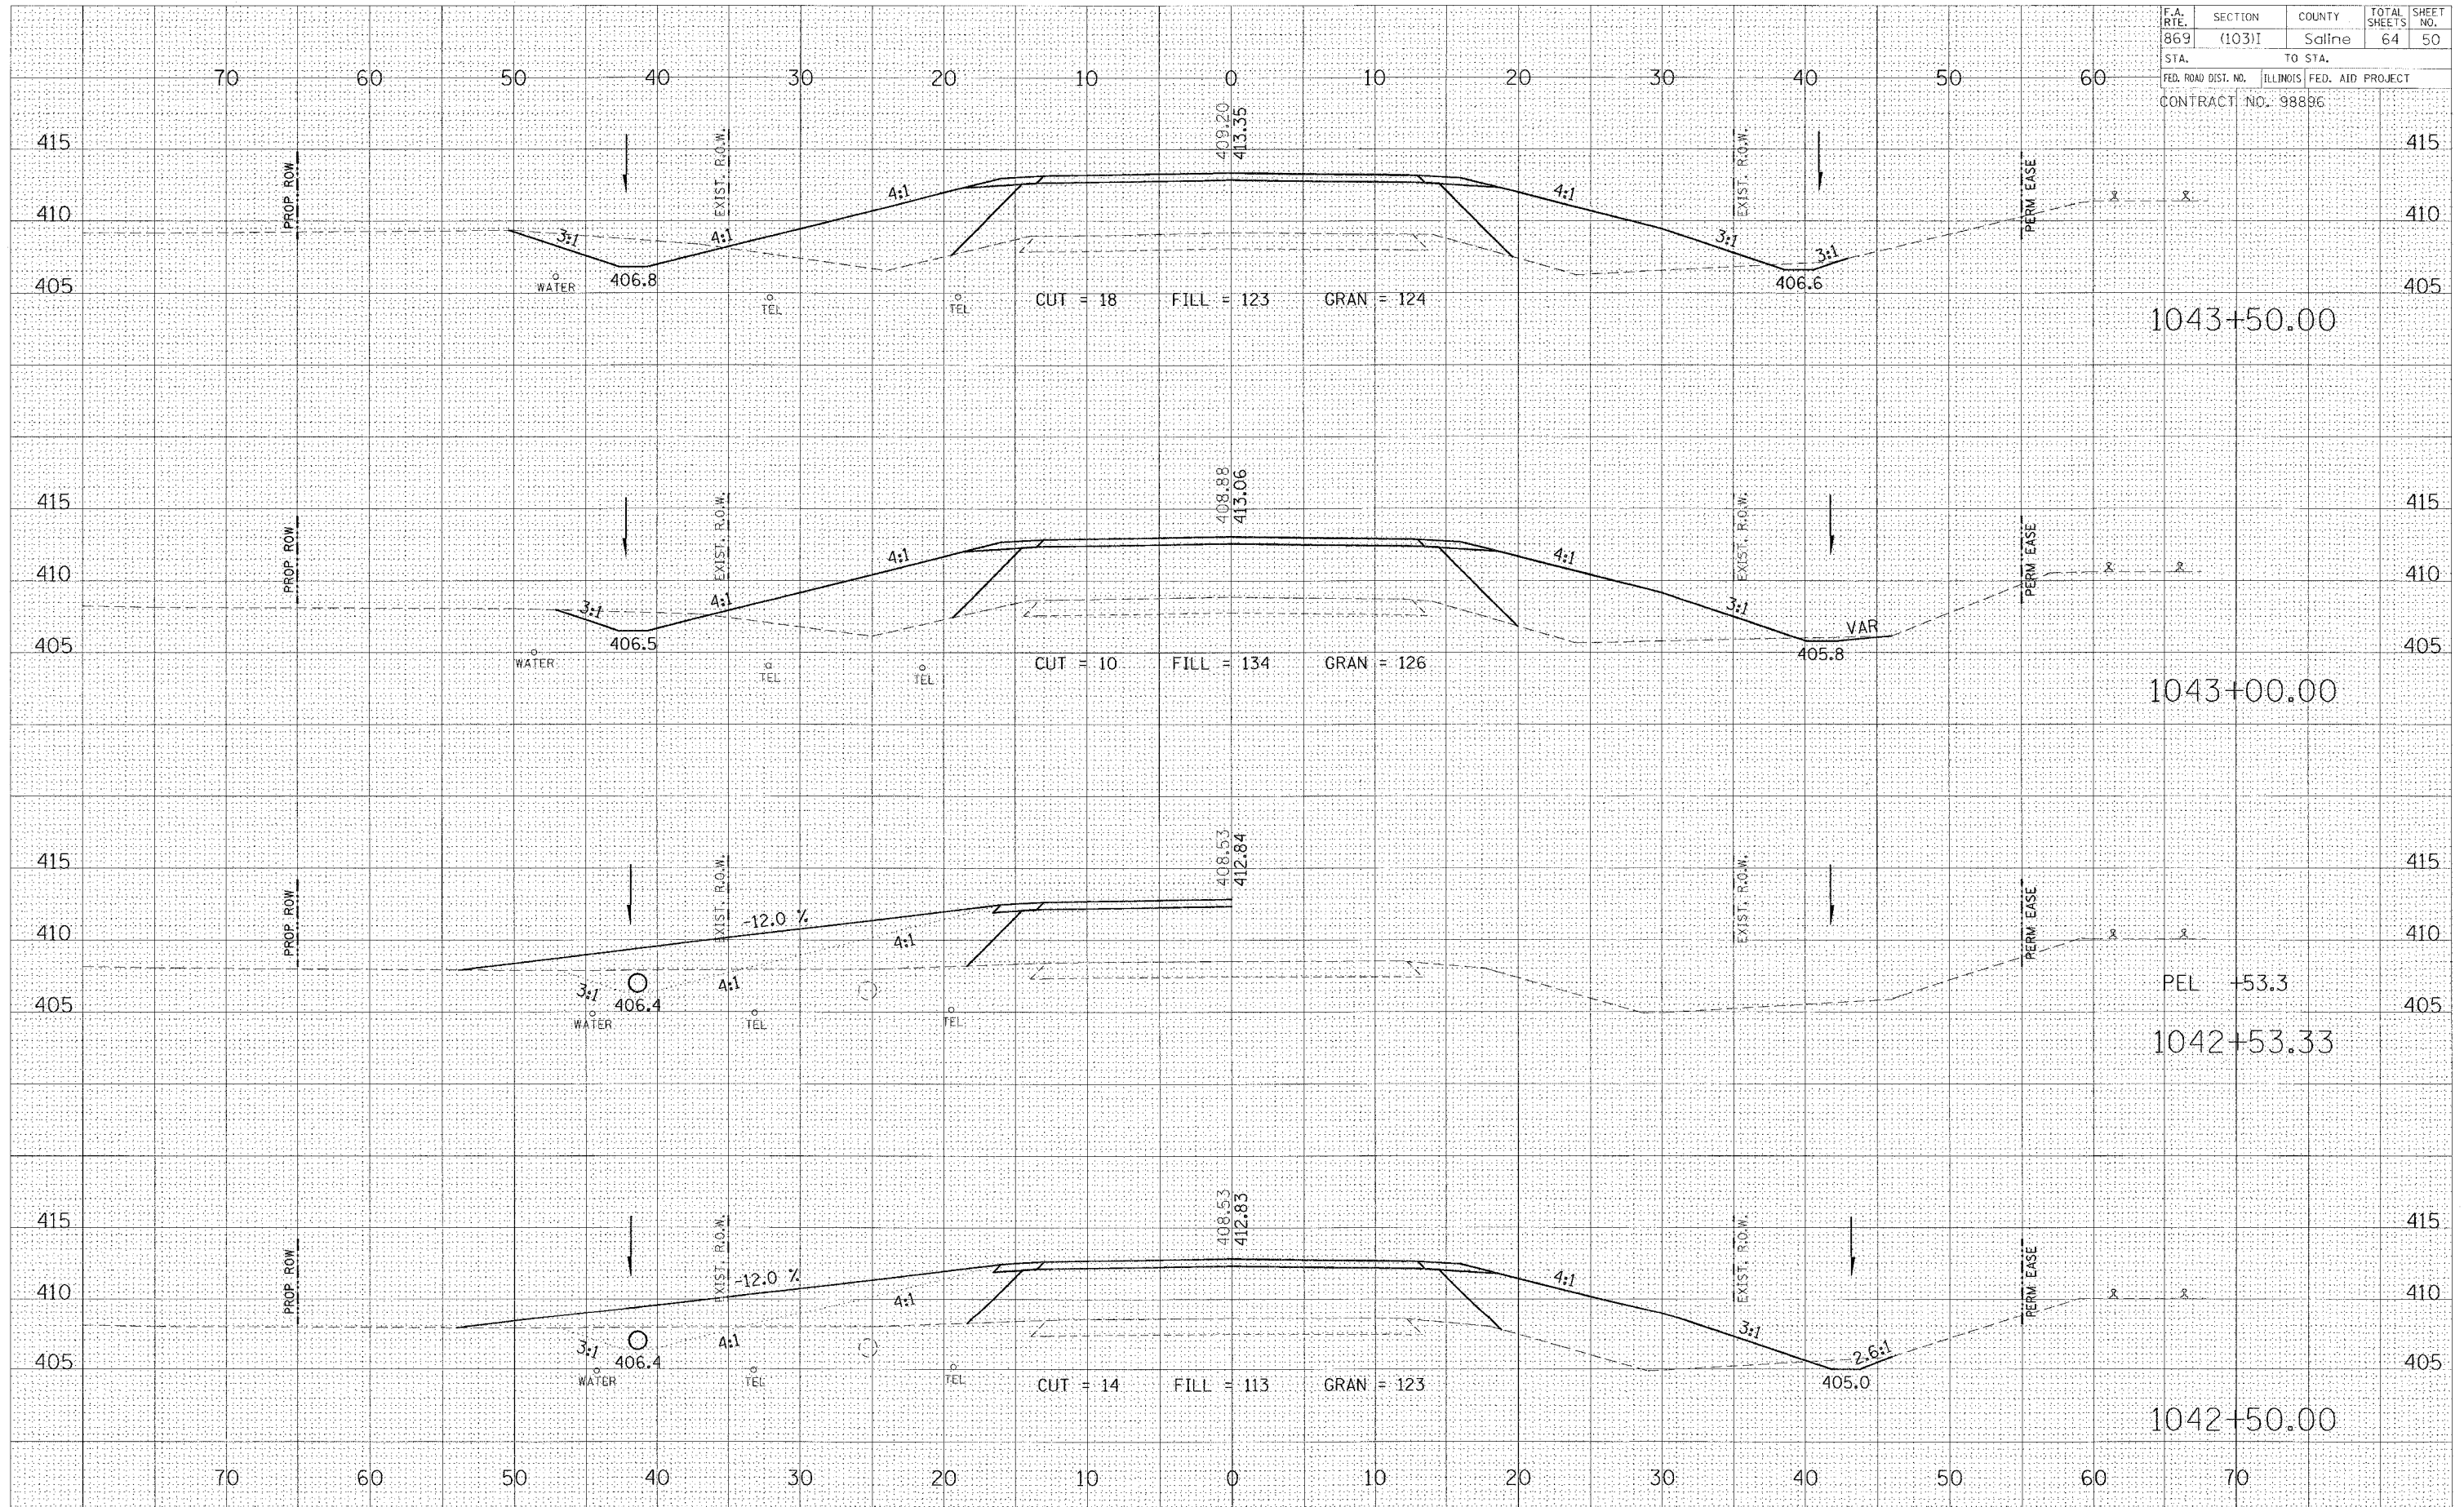 F.A. RTE. SECTION COUNTY TOTAL SHEETS SHEET NO.
869 (103)I Saline 64 50
STA. TO STA.
FED. ROAD DIST. NO. ILLINOIS FED. AID PROJECT
CONTRACT NO. 98896
70 60 50 40 30 20 10 0 10 20 30 40 50 60
409.20
413.35
415 415
PROP. ROW
EXIST. R.O.W.
EXIST. R.O.W.
PERM EASE
4:1 4:1
410 410
3:1 4:1 3:1 3:1
WATER 406.8 406.6
405 405
TEL TEL
CUT = 18 FILL = 123 GRAN = 124
1043+50.00
408.88
413.06
415 415
PROP. ROW
EXIST. R.O.W.
EXIST. R.O.W.
PERM EASE
4:1 4:1
410 410
3:1 4:1 3:1 VAR
406.5 405.8
405 405
WATER TEL TEL
CUT = 10 FILL = 134 GRAN = 126
1043+00.00
408.53
412.84
415 415
PROP. ROW
EXIST. R.O.W.
EXIST. R.O.W.
PERM EASE
-12.0 %
410 4:1 410
3:1 4:1
406.4
PEL +53.3
405 405
WATER TEL TEL
1042+53.33
408.53
412.83
415 415
PROP. ROW
EXIST. R.O.W.
EXIST. R.O.W.
PERM EASE
-12.0 % 4:1
410 4:1 410
3:1 4:1 3:1 2.6:1
406.4
405 405
WATER TEL TEL 405.0
CUT = 14 FILL = 113 GRAN = 123
1042+50.00
70 60 50 40 30 20 10 0 10 20 30 40 50 60 70